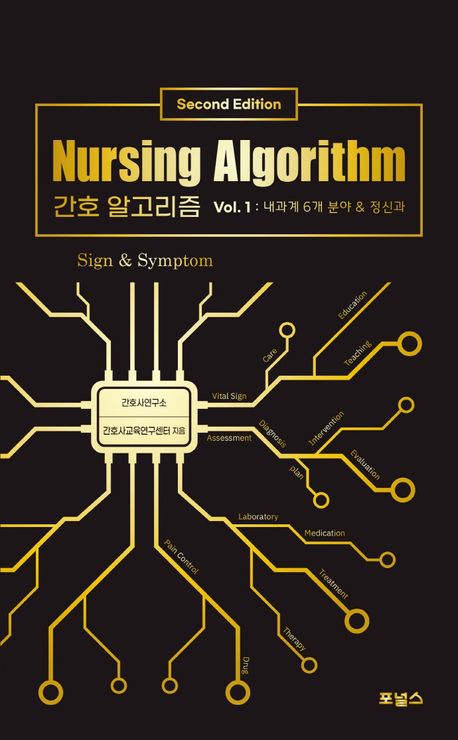 Second Edition
Nursing Algorithm
간호 알고리즘 Vol. 1 : 내과계 6개 분야 & 정신과
Sign & Symptom
간호사연구소
간호사교육연구센터 지음
Education
Care
Teaching
Vital Sign
Assessment
Diagnosis
plan
Intervention
Evaluation
Laboratory
Medication
Pain Control
Treatment
Therapy
Drug
포널스